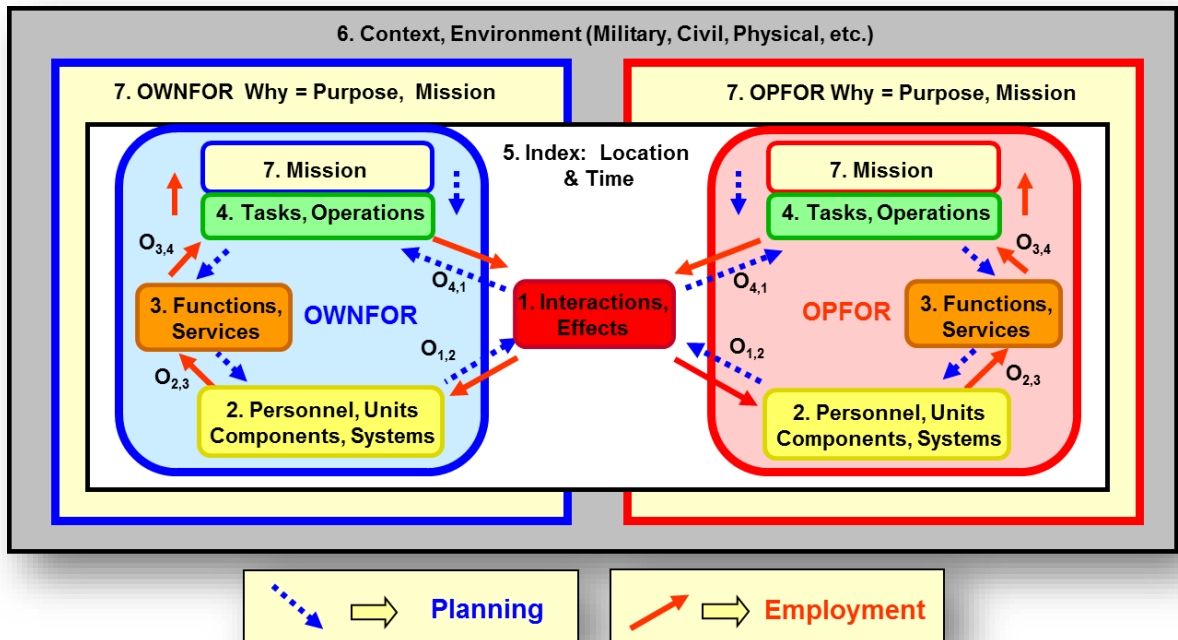 6. Context, Environment (Military, Civil, Physical, etc.)
7. OWNFOR Why = Purpose, Mission
7. OPFOR Why = Purpose, Mission
5. Index: Location
& Time
7. Mission
4. Tasks, Operations
O3,4
O4,1
3. Functions,
Services
OWNFOR
O1,2
O2,3
2. Personnel, Units
Components, Systems
1. Interactions,
Effects
7. Mission
4. Tasks, Operations
O3,4
O4,1
OPFOR
3. Functions,
Services
O1,2
O2,3
2. Personnel, Units
Components, Systems
Planning
Employment